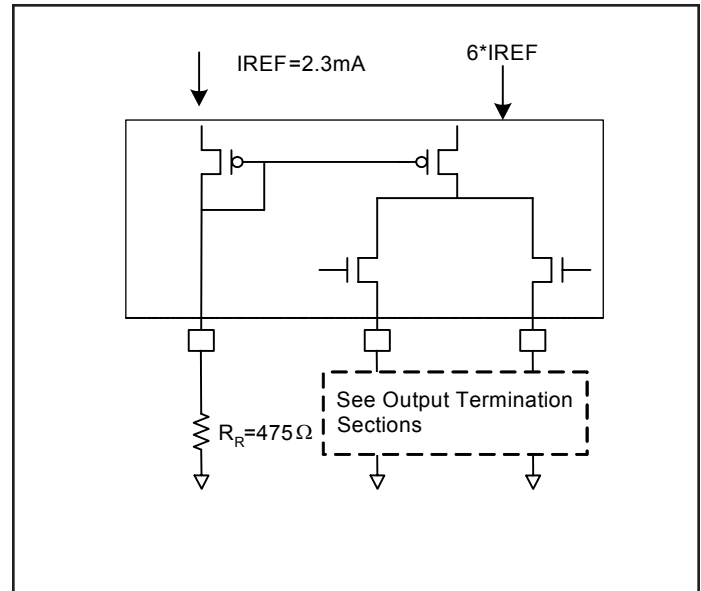 IREF=2.3mA
6*IREF
See Output Termination
Sections
R_R=475Ω